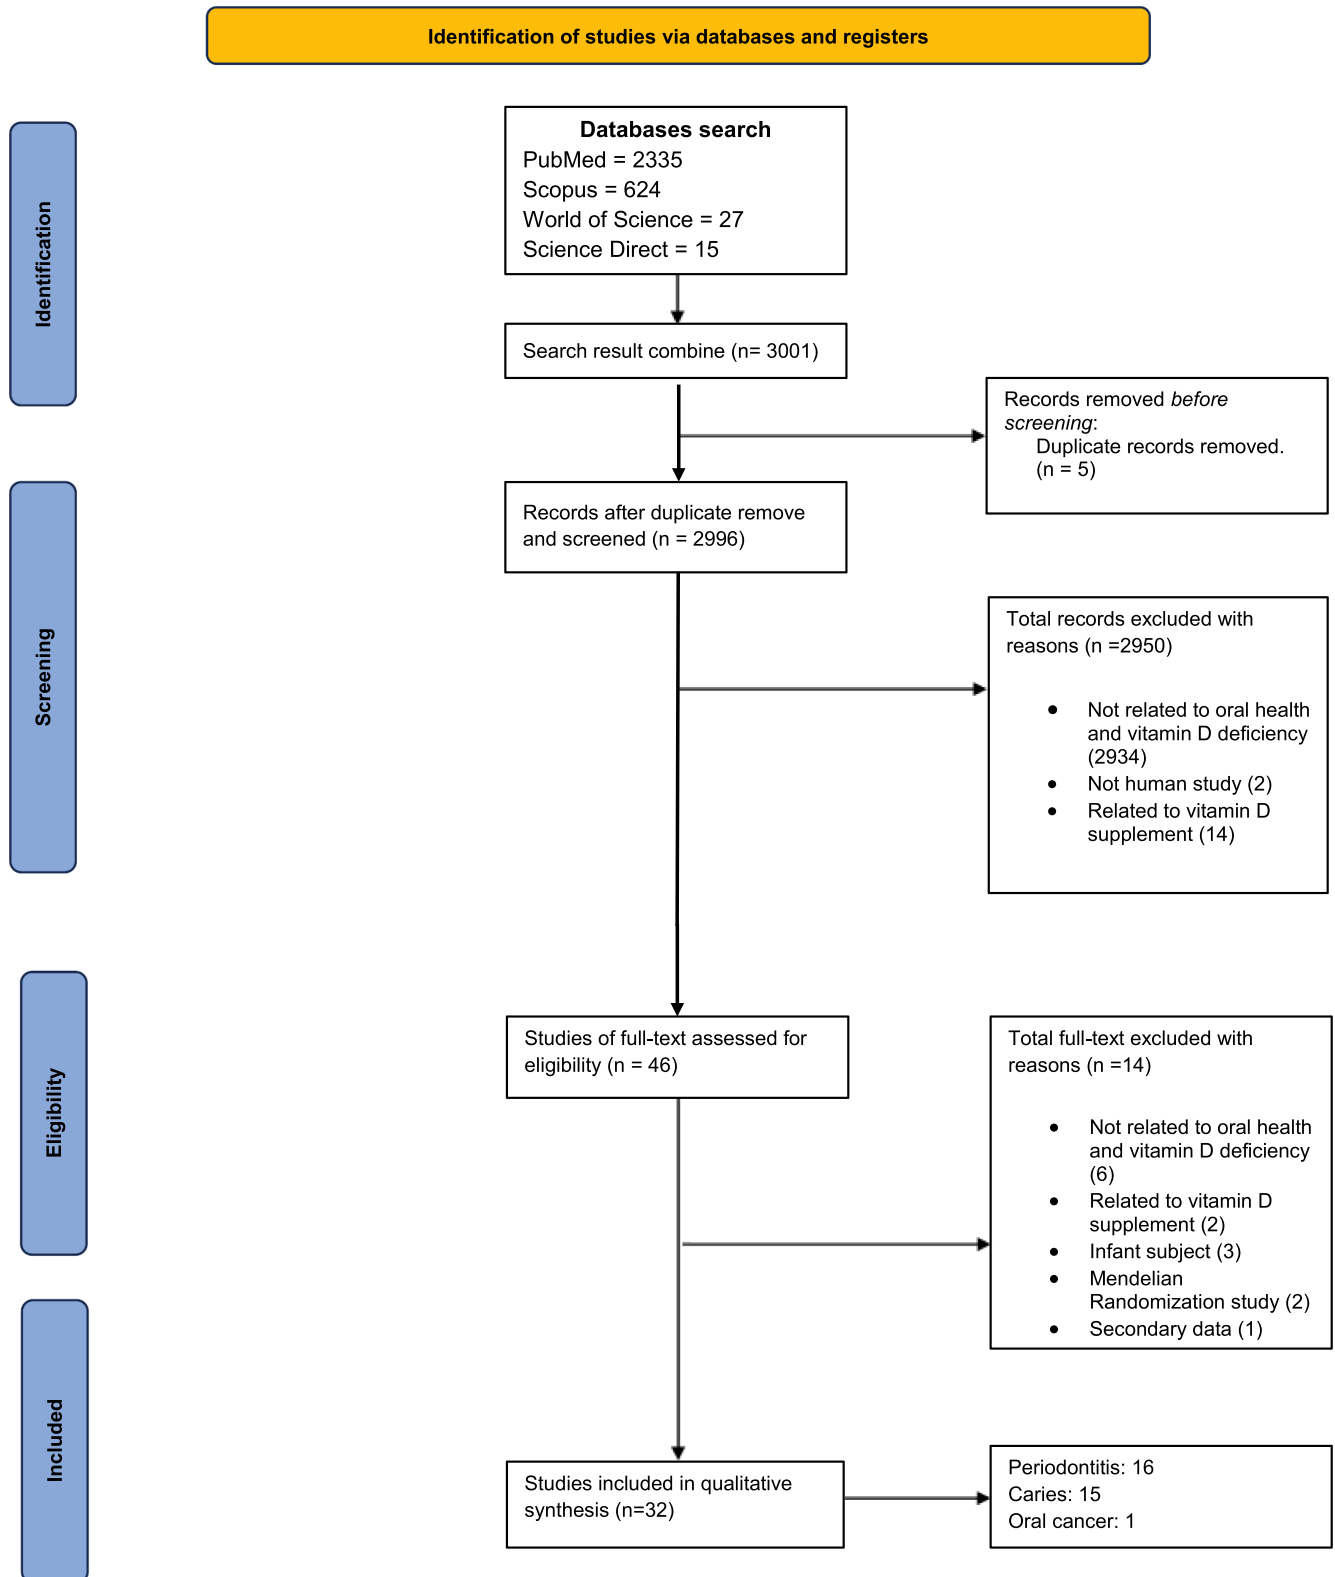 Identification of studies via databases and registers
Identification
Databases search
PubMed = 2335
Scopus = 624
World of Science = 27
Science Direct = 15
Search result combine (n= 3001)
Records removed before
screening:
Duplicate records removed.
(n = 5)
Screening
Records after duplicate remove
and screened (n = 2996)
Total records excluded with
reasons (n =2950)
• Not related to oral health
and vitamin D deficiency
(2934)
• Not human study (2)
• Related to vitamin D
supplement (14)
Eligibility
Studies of full-text assessed for
eligibility (n = 46)
Total full-text excluded with
reasons (n =14)
• Not related to oral health
and vitamin D deficiency
(6)
• Related to vitamin D
supplement (2)
• Infant subject (3)
• Mendelian
Randomization study (2)
• Secondary data (1)
Included
Studies included in qualitative
synthesis (n=32)
Periodontitis: 16
Caries: 15
Oral cancer: 1